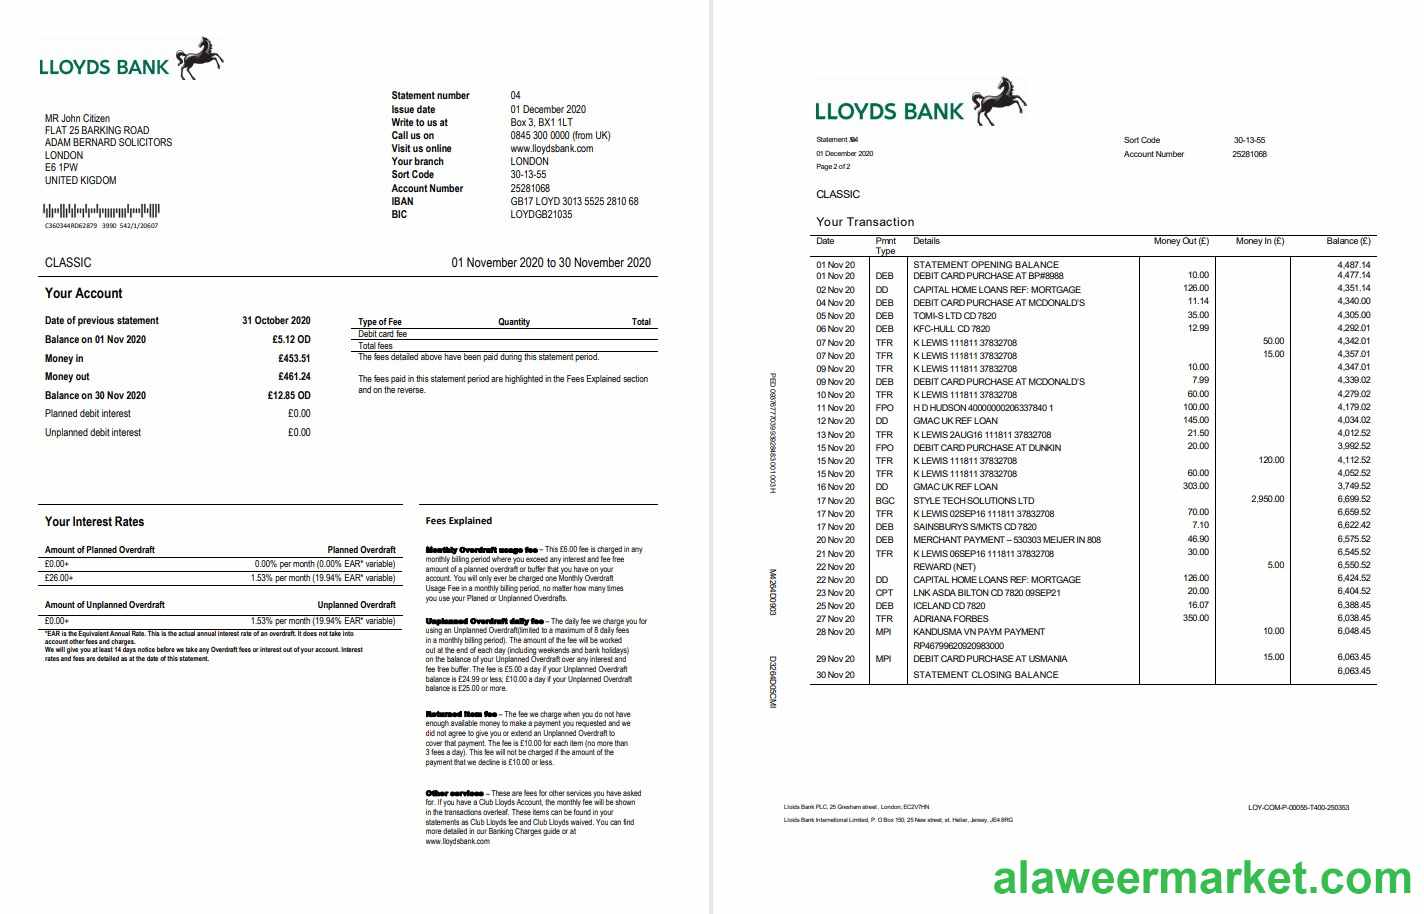 LLOYDS BANK
MR John Citizen
FLAT 25 BARKING ROAD
ADAM BERNARD SOLICITORS
LONDON
E6 1PW
UNITED KIGDOM
C360344RD62879 399D 542/1/20607
Statement number 04
Issue date 01 December 2020
Write to us at Box 3, BX1 1LT
Call us on 0845 300 0000 (from UK)
Visit us online www.lloydsbank.com
Your branch LONDON
Sort Code 30-13-55
Account Number 25281068
IBAN GB17 LOYD 3013 5525 2810 68
BIC LOYDGB21035
CLASSIC 01 November 2020 to 30 November 2020
Your Account
Date of previous statement 31 October 2020
Balance on 01 Nov 2020 £5.12 OD
Money in £453.51
Money out £461.24
Balance on 30 Nov 2020 £12.85 OD
Planned debit interest £0.00
Unplanned debit interest £0.00
Type of Fee Quantity Total
Debit card fee
Total fees
The fees detailed above have been paid during this statement period.
The fees paid in this statement period are highlighted in the Fees Explained section
and on the reverse.
Your Interest Rates
Amount of Planned Overdraft Planned Overdraft
£0.00+ 0.00% per month (0.00% EAR* variable)
£26.00+ 1.53% per month (19.94% EAR* variable)
Amount of Unplanned Overdraft Unplanned Overdraft
£0.00+ 1.53% per month (19.94% EAR* variable)
*EAR is the Equivalent Annual Rate. This is the actual annual interest rate of an overdraft. It does not take into
account other fees and charges.
We will give you at least 14 days notice before we take any Overdraft fees or interest out of your account. Interest
rates and fees are detailed as at the date of this statement.
Fees Explained
Monthly Overdraft usage fee – This £6.00 fee is charged in any
monthly billing period where you exceed any interest and fee free
amount of a planned overdraft or buffer that you have on your
account. You will only ever be charged one Monthly Overdraft
Usage Fee in a monthly billing period, no matter how many times
you use your Planed or Unplanned Overdrafts.
Unplanned Overdraft daily fee – The daily fee we charge you for
using an Unplanned Overdraft(limited to a maximum of 8 daily fees
in a monthly billing period). The amount of the fee will be worked
out at the end of each day (including weekends and bank holidays)
on the balance of your Unplanned Overdraft over any interest and
fee free buffer. The fee is £5.00 a day if your Unplanned Overdraft
balance is £24.99 or less; £10.00 a day if your Unplanned Overdraft
balance is £25.00 or more.
Returned Item fee – The fee we charge when you do not have
enough available money to make a payment you requested and we
did not agree to give you or extend an Unplanned Overdraft to
cover that payment. The fee is £10.00 for each item (no more than
3 fees a day). This fee will not be charged if the amount of the
payment that we decline is £10.00 or less.
Other services – These are fees for other services you have asked
for. If you have a Club Lloyds Account, the monthly fee will be shown
in the transactions overleaf. These items can be found in your
statements as Club Lloyds fee and Club Lloyds waived. You can find
more detailed in our Banking Charges guide or at
www.lloydsbank.com
LLOYDS BANK
Statement 04
01 December 2020
Page 2 of 2
Sort Code 30-13-55
Account Number 25281068
CLASSIC
Your Transaction
Date Pmnt Type Details Money Out (£) Money In (£) Balance (£)
01 Nov 20 STATEMENT OPENING BALANCE 4,487.14
01 Nov 20 DEB DEBIT CARD PURCHASE AT BP#8988 10.00 4,477.14
02 Nov 20 DD CAPITAL HOME LOANS REF: MORTGAGE 126.00 4,351.14
04 Nov 20 DEB DEBIT CARD PURCHASE AT MCDONALD'S 11.14 4,340.00
05 Nov 20 DEB TOMI-S LTD CD 7820 35.00 4,305.00
06 Nov 20 DEB KFC-HULL CD 7820 12.99 4,292.01
07 Nov 20 TFR K LEWIS 111811 37832708 50.00 4,342.01
07 Nov 20 TFR K LEWIS 111811 37832708 15.00 4,357.01
09 Nov 20 TFR K LEWIS 111811 37832708 10.00 4,347.01
09 Nov 20 DEB DEBIT CARD PURCHASE AT MCDONALD'S 7.99 4,339.02
10 Nov 20 TFR K LEWIS 111811 37832708 60.00 4,279.02
11 Nov 20 FPO H D HUDSON 40000000206337840 1 100.00 4,179.02
12 Nov 20 DD GMAC UK REF LOAN 145.00 4,034.02
13 Nov 20 TFR K LEWIS 2AUG16 111811 37832708 21.50 4,012.52
15 Nov 20 FPO DEBIT CARD PURCHASE AT DUNKIN 20.00 3,992.52
15 Nov 20 TFR K LEWIS 111811 37832708 120.00 4,112.52
15 Nov 20 TFR K LEWIS 111811 37832708 60.00 4,052.52
16 Nov 20 DD GMAC UK REF LOAN 303.00 3,749.52
17 Nov 20 BGC STYLE TECH SOLUTIONS LTD 2,950.00 6,699.52
17 Nov 20 TFR K LEWIS 02SEP16 111811 37832708 70.00 6,659.52
17 Nov 20 DEB SAINSBURYS S/MKTS CD 7820 7.10 6,622.42
20 Nov 20 DEB MERCHANT PAYMENT – 530303 MEIJER IN 808 46.90 6,575.52
21 Nov 20 TFR K LEWIS 06SEP16 111811 37832708 30.00 6,545.52
22 Nov 20 REWARD (NET) 5.00 6,550.52
22 Nov 20 DD CAPITAL HOME LOANS REF: MORTGAGE 126.00 6,424.52
23 Nov 20 CPT LNK ASDA BILTON CD 7820 09SEP21 20.00 6,404.52
25 Nov 20 DEB ICELAND CD 7820 16.07 6,388.45
27 Nov 20 TFR ADRIANA FORBES 350.00 6,038.45
28 Nov 20 MPI KANDUSMA VN PAYM PAYMENT 10.00 6,048.45
RP46799620920983000
29 Nov 20 MPI DEBIT CARD PURCHASE AT USMANIA 15.00 6,063.45
30 Nov 20 STATEMENT CLOSING BALANCE 6,063.45
Lloids Bank PLC, 25 Gresham street, London, EC2V7HN
Lloids Bank International Limited, P. O Box 150, 25 New street, st. Helier, Jersey, JE4 8RG
LOY-COM-P-00055-T400-250353
alaweermarket.com